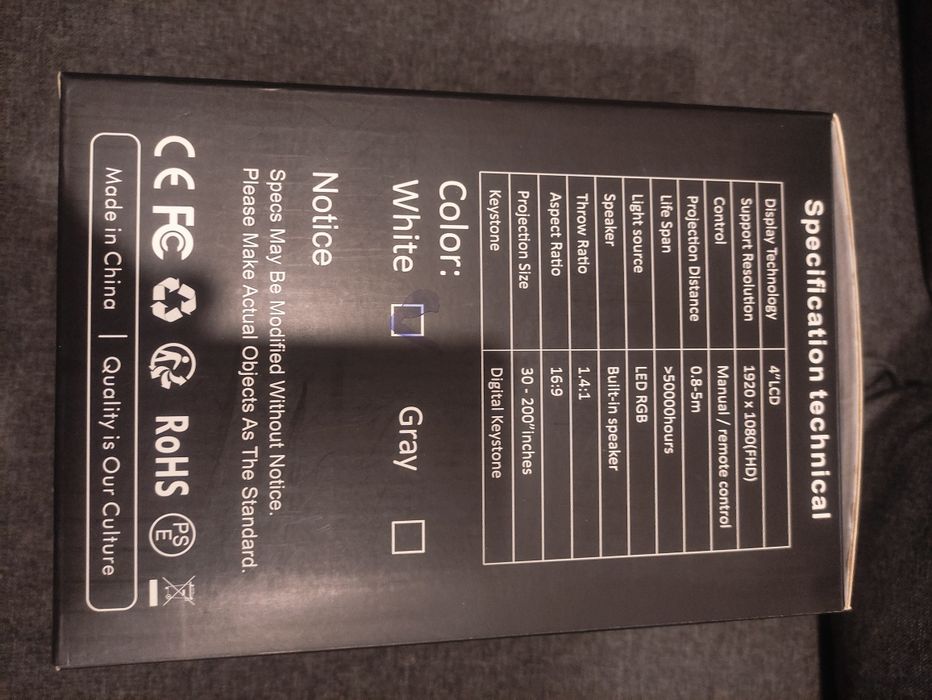 Specification technical
Display Technology 4"LCD
Support Resolution 1920 x 1080(FHD)
Control Manual / remote control
Projection Distance 0.8-5m
Life Span >50000hours
Light source LED RGB
Speaker Built-in speaker
Throw Ratio 1.4:1
Aspect Ratio 16:9
Projection Size 30 - 200"inches
Keystone Digital Keystone
Color:
White Gray
Notice
Specs May Be Modified Without Notice.
Please Make Actual Objects As The Standard.
CE FC RoHS PSE
Made in China | Quality is Our Culture